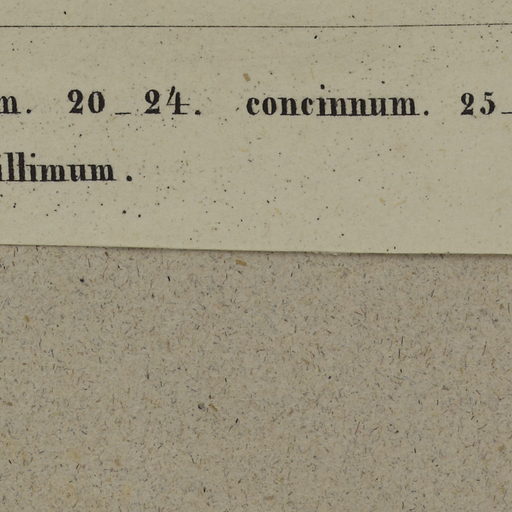 m. 20_24. concinnum. 25_
illimum.